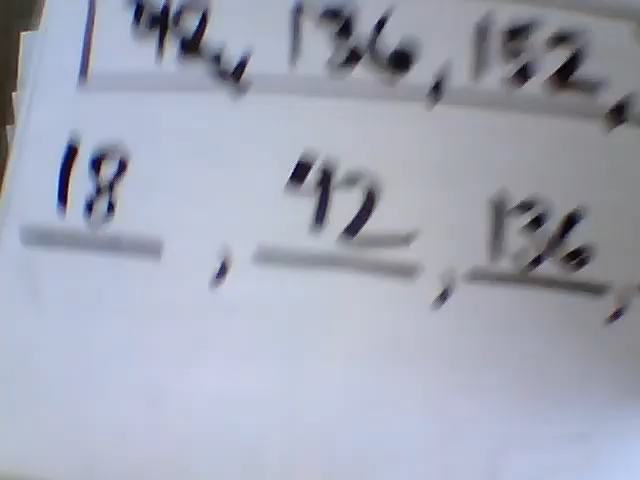 42, 136, 152,
18, 42, 136,